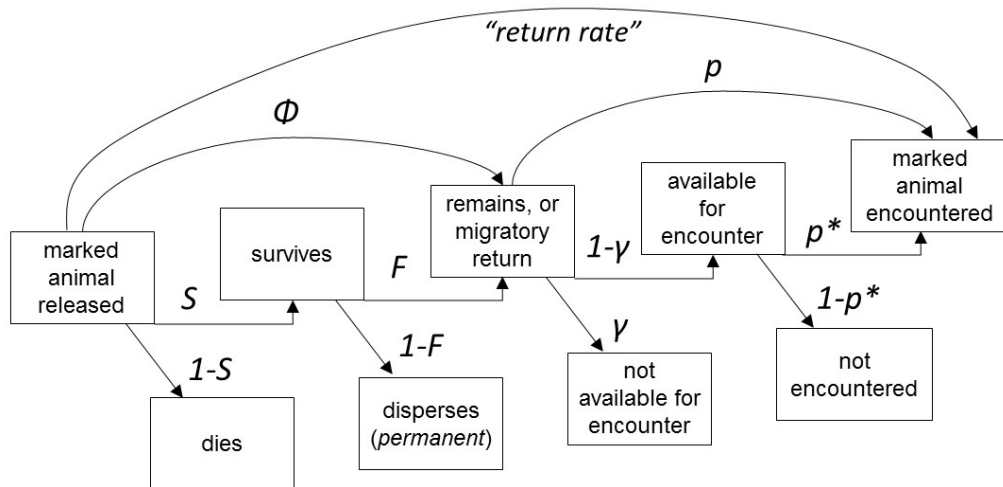 "return rate"
p
Φ
marked
animal
encountered
available
for
encounter
remains, or
migratory
return
survives
marked
animal
released
S
F
1-γ
p*
1-S
1-F
γ
1-p*
dies
disperses
(permanent)
not
available for
encounter
not
encountered